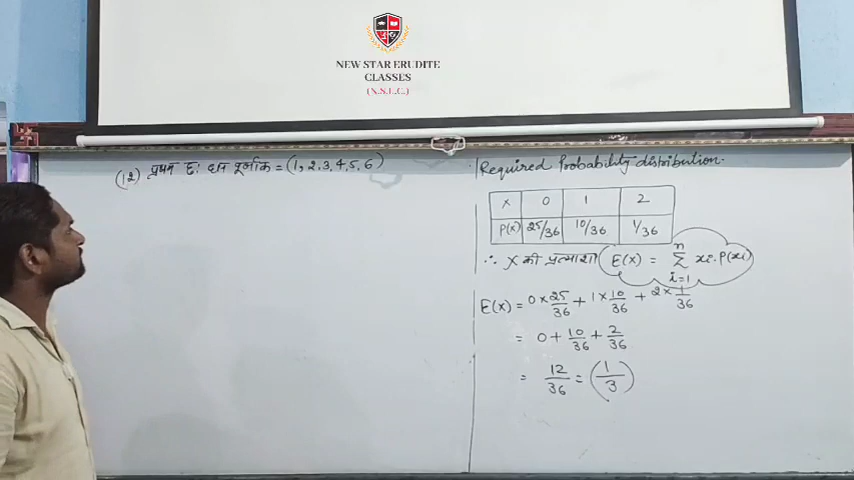 NEW STAR ERUDITE
CLASSES
(N.S.E.C.)
(12) प्रथम छः धन पूर्णांक = (1, 2, 3, 4, 5, 6)
Required Probability distribution.
X 0 1 2
P(X) 25/36 10/36 1/36
∴ X की प्रत्याशा E(X) = Σ_{i=1}^{n} xi·P(xi)
E(X) = 0 × 25/36 + 1 × 10/36 + 2 × 1/36
= 0 + 10/36 + 2/36
= 12/36 = (1/3)